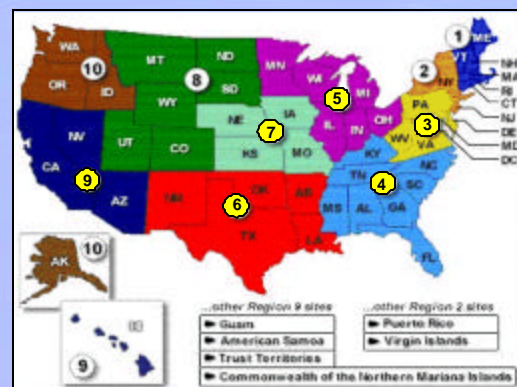 1
WA
ME
MT
ND
VT
MN
10
2
NH
OR
ID
8
WI
NY
MA
SD
MI
RI
WY
5
PA
CT
3
NJ
IA
NE
OH
DE
7
IL
IN
WV
MD
NV
UT
VA
DC
CO
KS
MO
KY
CA
NC
9
TN
4
AZ
NM
OK
AR
SC
6
MS
AL
GA
TX
LA
10
FL
AK
...other Region 9 sites
...other Region 2 sites
Guam
Puerto Rico
American Samoa
Virgin Islands
Trust Territories
9
Commonwealth of the Northern Mariana Islands